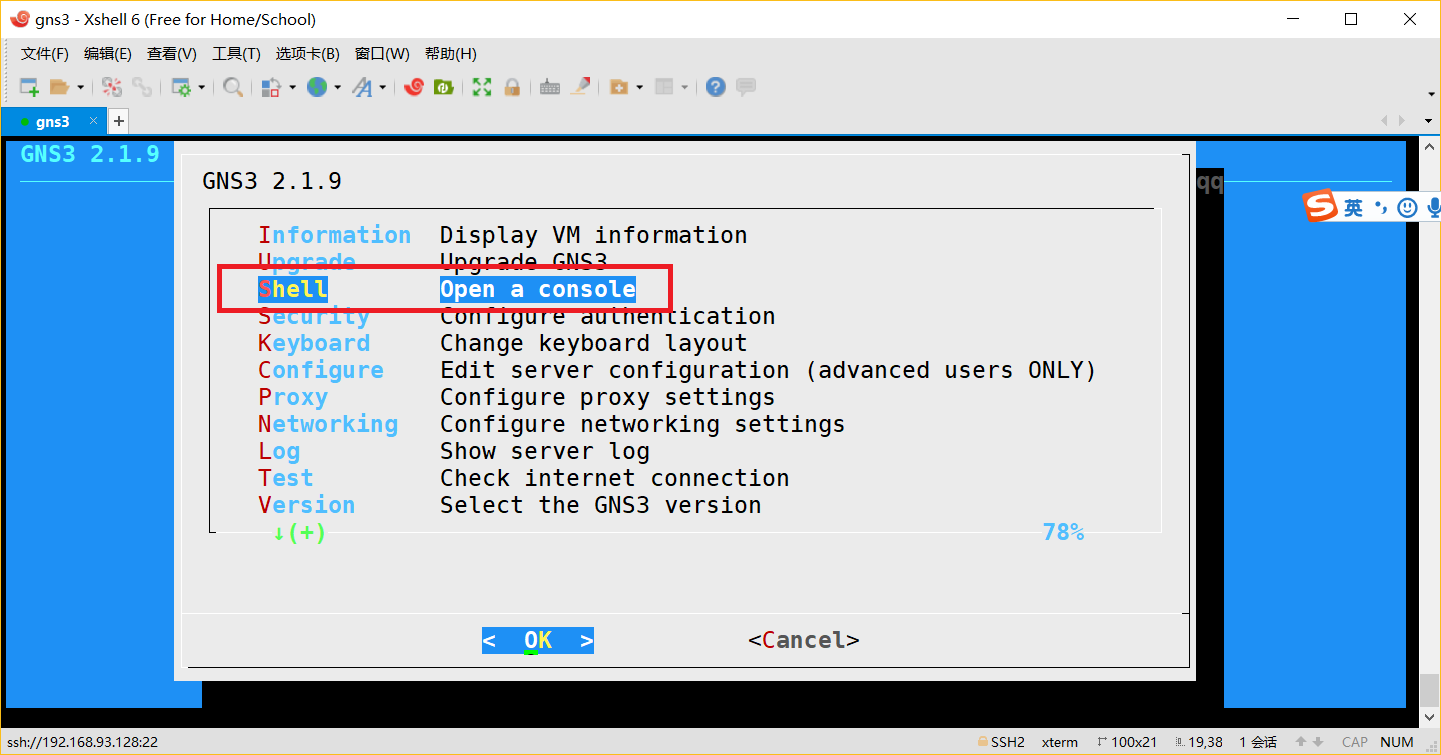 gns3 - Xshell 6 (Free for Home/School)
文件(F) 编辑(E) 查看(V) 工具(T) 选项卡(B) 窗口(W) 帮助(H)
gns3
GNS3 2.1.9
GNS3 2.1.9
qq
英
Information Display VM information
Upgrade Upgrade GNS3
Shell Open a console
Security Configure authentication
Keyboard Change keyboard layout
Configure Edit server configuration (advanced users ONLY)
Proxy Configure proxy settings
Networking Configure networking settings
Log Show server log
Test Check internet connection
Version Select the GNS3 version
↓(+) 78%
< OK > <Cancel>
ssh://192.168.93.128:22 SSH2 xterm 100x21 19,38 1 会话 CAP NUM